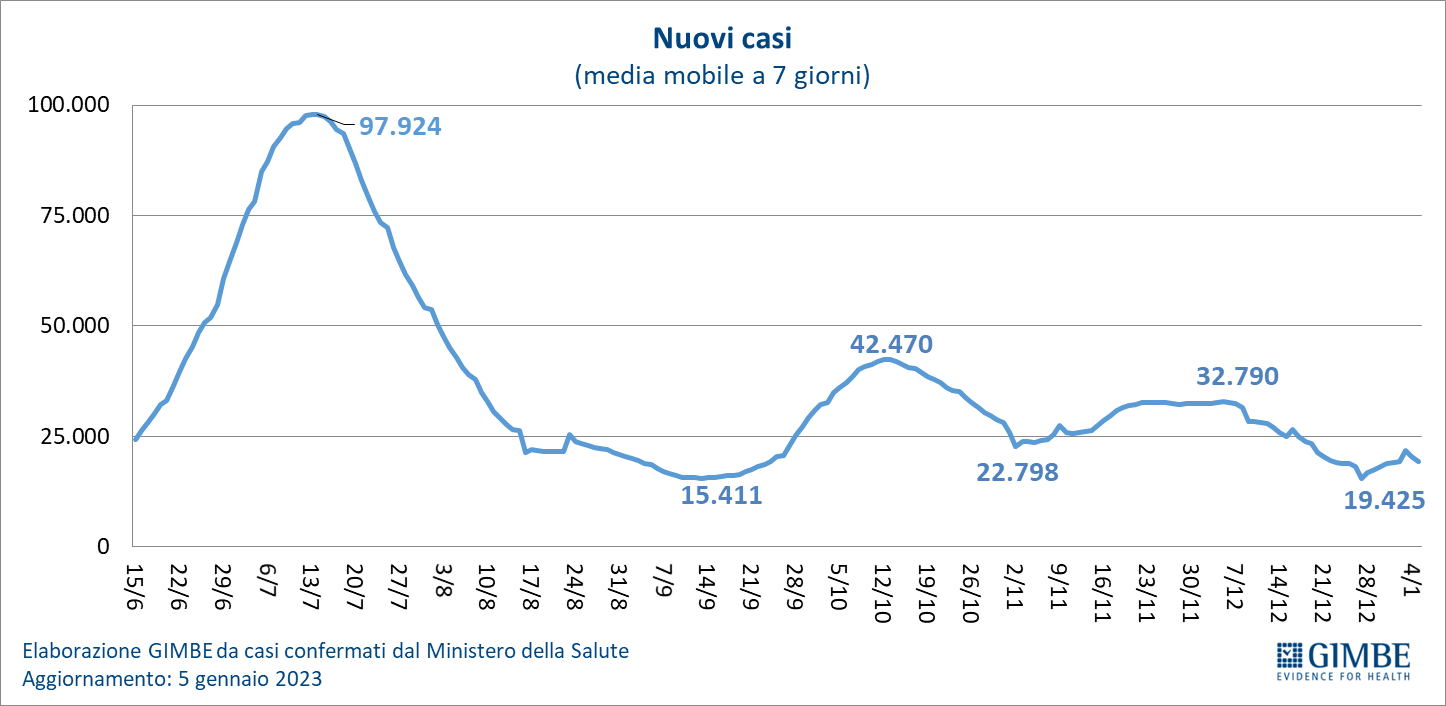 Nuovi casi
(media mobile a 7 giorni)
100.000
97.924
75.000
50.000
42.470
32.790
25.000
22.798
15.411
19.425
0
15/6 22/6 29/6 6/7 13/7 20/7 27/7 3/8 10/8 17/8 24/8 31/8 7/9 14/9 21/9 28/9 5/10 12/10 19/10 26/10 2/11 9/11 16/11 23/11 30/11 7/12 14/12 21/12 28/12 4/1
Elaborazione GIMBE da casi confermati dal Ministero della Salute
Aggiornamento: 5 gennaio 2023
GIMBE
EVIDENCE FOR HEALTH